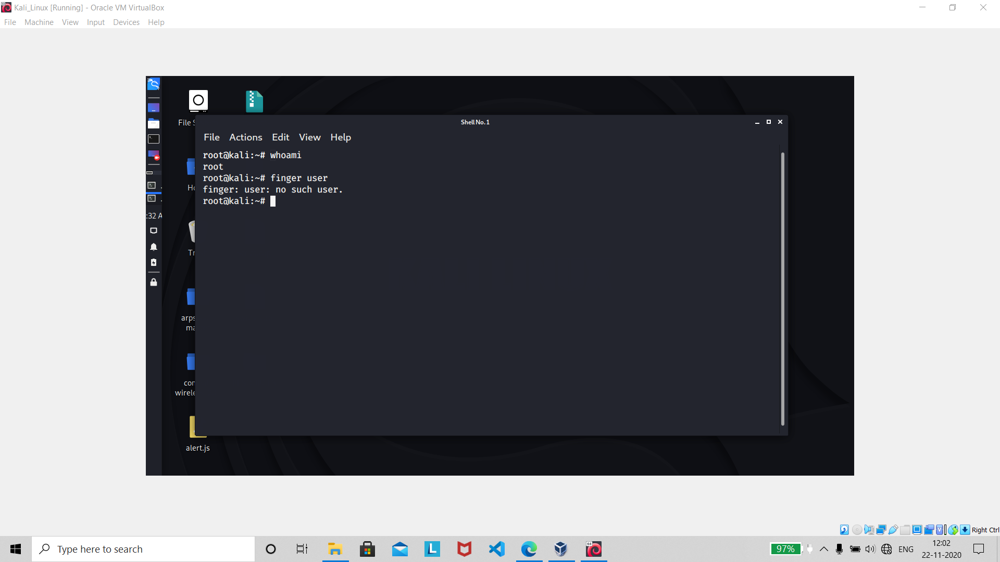 Kali_Linux [Running] - Oracle VM VirtualBox
File Machine View Input Devices Help
File S
Shell No. 1
File Actions Edit View Help
root@kali:~# whoami
root
root@kali:~# finger user
finger: user: no such user.
root@kali:~#
Ho
:32 A
Tr
arps
ma
con
wirele
alert.js
Right Ctrl
Type here to search
97%
ENG
12:02
22-11-2020